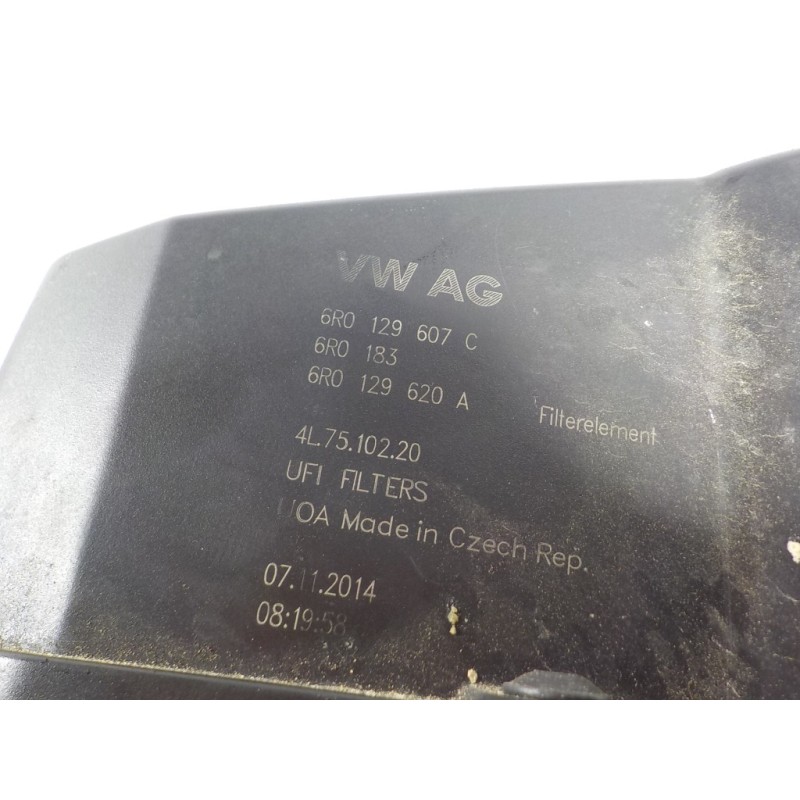 VW AG
6R0 129 607 C
6R0 183
6R0 129 620 A Filterelement
4L.75.102.20
UFI FILTERS
UOA Made in Czech Rep.
07.11.2014
08:19:58